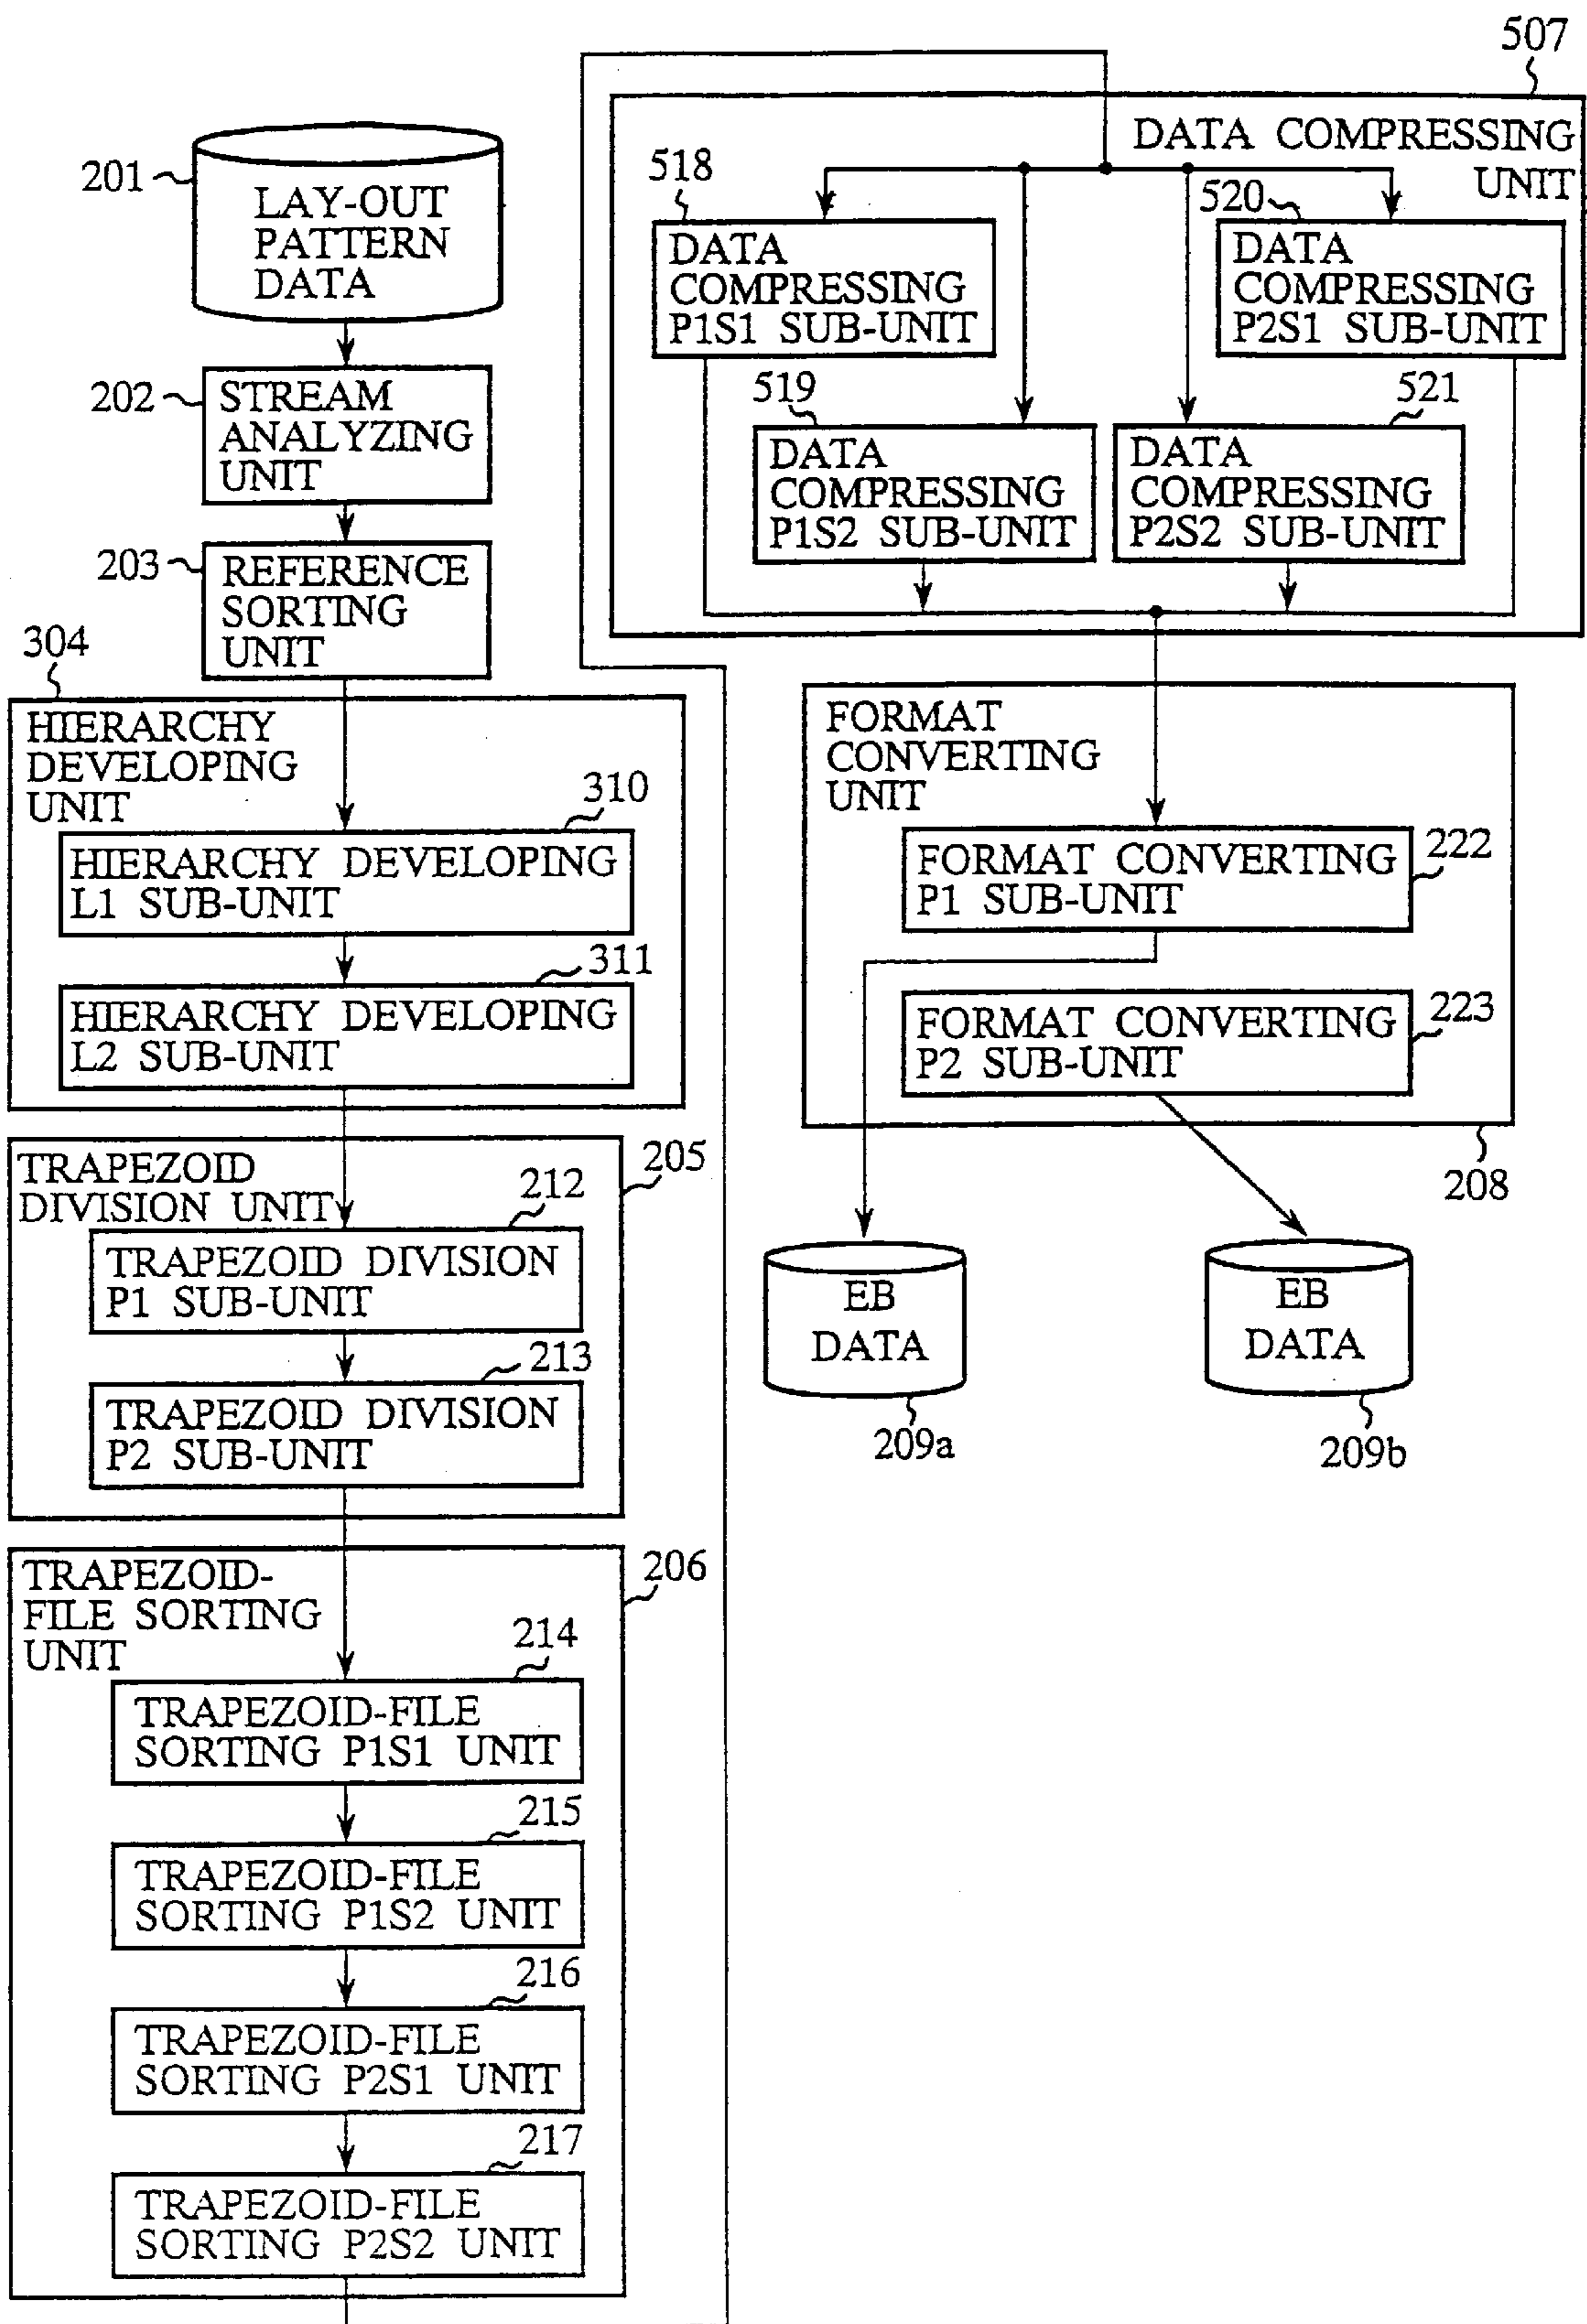 201
LAY-OUT
PATTERN
DATA
202
STREAM
ANALYZING
UNIT
203
REFERENCE
SORTING
UNIT
304
HIERARCHY
DEVELOPING
UNIT
310
HIERARCHY DEVELOPING
L1 SUB-UNIT
311
HIERARCHY DEVELOPING
L2 SUB-UNIT
205
TRAPEZOID
DIVISION UNIT
212
TRAPEZOID DIVISION
P1 SUB-UNIT
213
TRAPEZOID DIVISION
P2 SUB-UNIT
206
TRAPEZOID-
FILE SORTING
UNIT
214
TRAPEZOID-FILE
SORTING P1S1 UNIT
215
TRAPEZOID-FILE
SORTING P1S2 UNIT
216
TRAPEZOID-FILE
SORTING P2S1 UNIT
217
TRAPEZOID-FILE
SORTING P2S2 UNIT
507
DATA COMPRESSING
UNIT
518
DATA
COMPRESSING
P1S1 SUB-UNIT
520
DATA
COMPRESSING
P2S1 SUB-UNIT
519
DATA
COMPRESSING
P1S2 SUB-UNIT
521
DATA
COMPRESSING
P2S2 SUB-UNIT
FORMAT
CONVERTING
UNIT
222
FORMAT CONVERTING
P1 SUB-UNIT
223
FORMAT CONVERTING
P2 SUB-UNIT
208
EB
DATA
209a
EB
DATA
209b